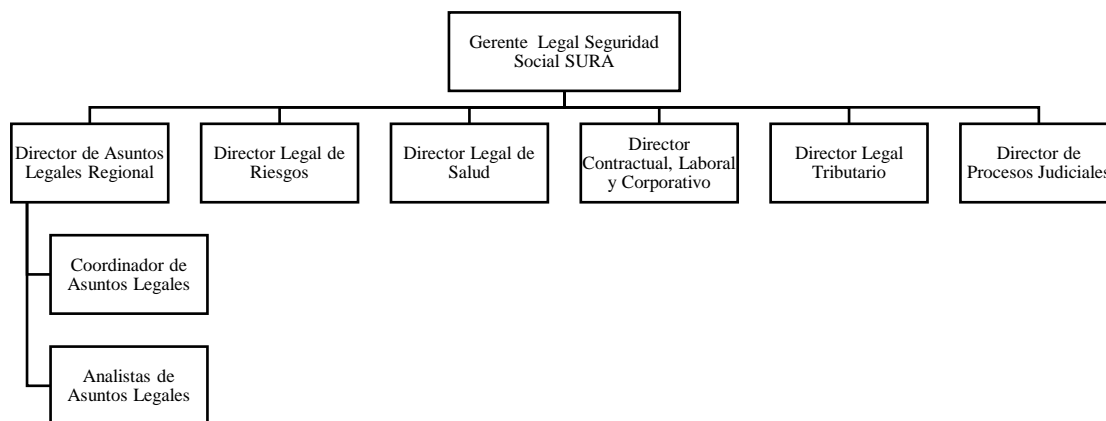 Gerente Legal Seguridad
Social SURA
Director de Asuntos
Legales Regional
Director Legal de
Riesgos
Director Legal de
Salud
Director
Contractual, Laboral
y Corporativo
Director Legal
Tributario
Director de
Procesos Judiciales
Coordinador de
Asuntos Legales
Analistas de
Asuntos Legales